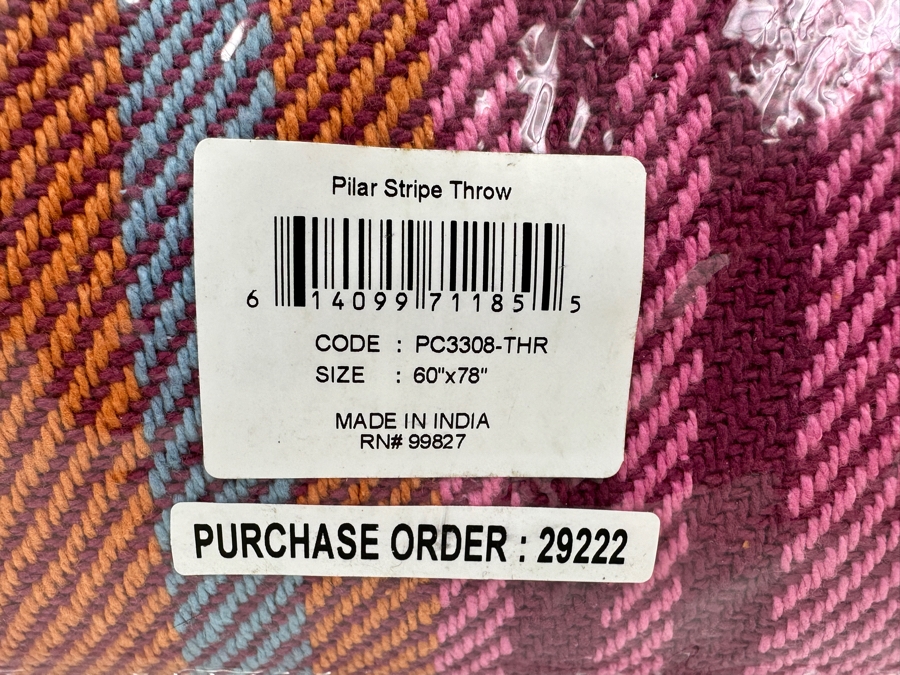 Pilar Stripe Throw
6 14099 71185 5
CODE : PC3308-THR
SIZE : 60"x78"
MADE IN INDIA
RN# 99827
PURCHASE ORDER : 29222